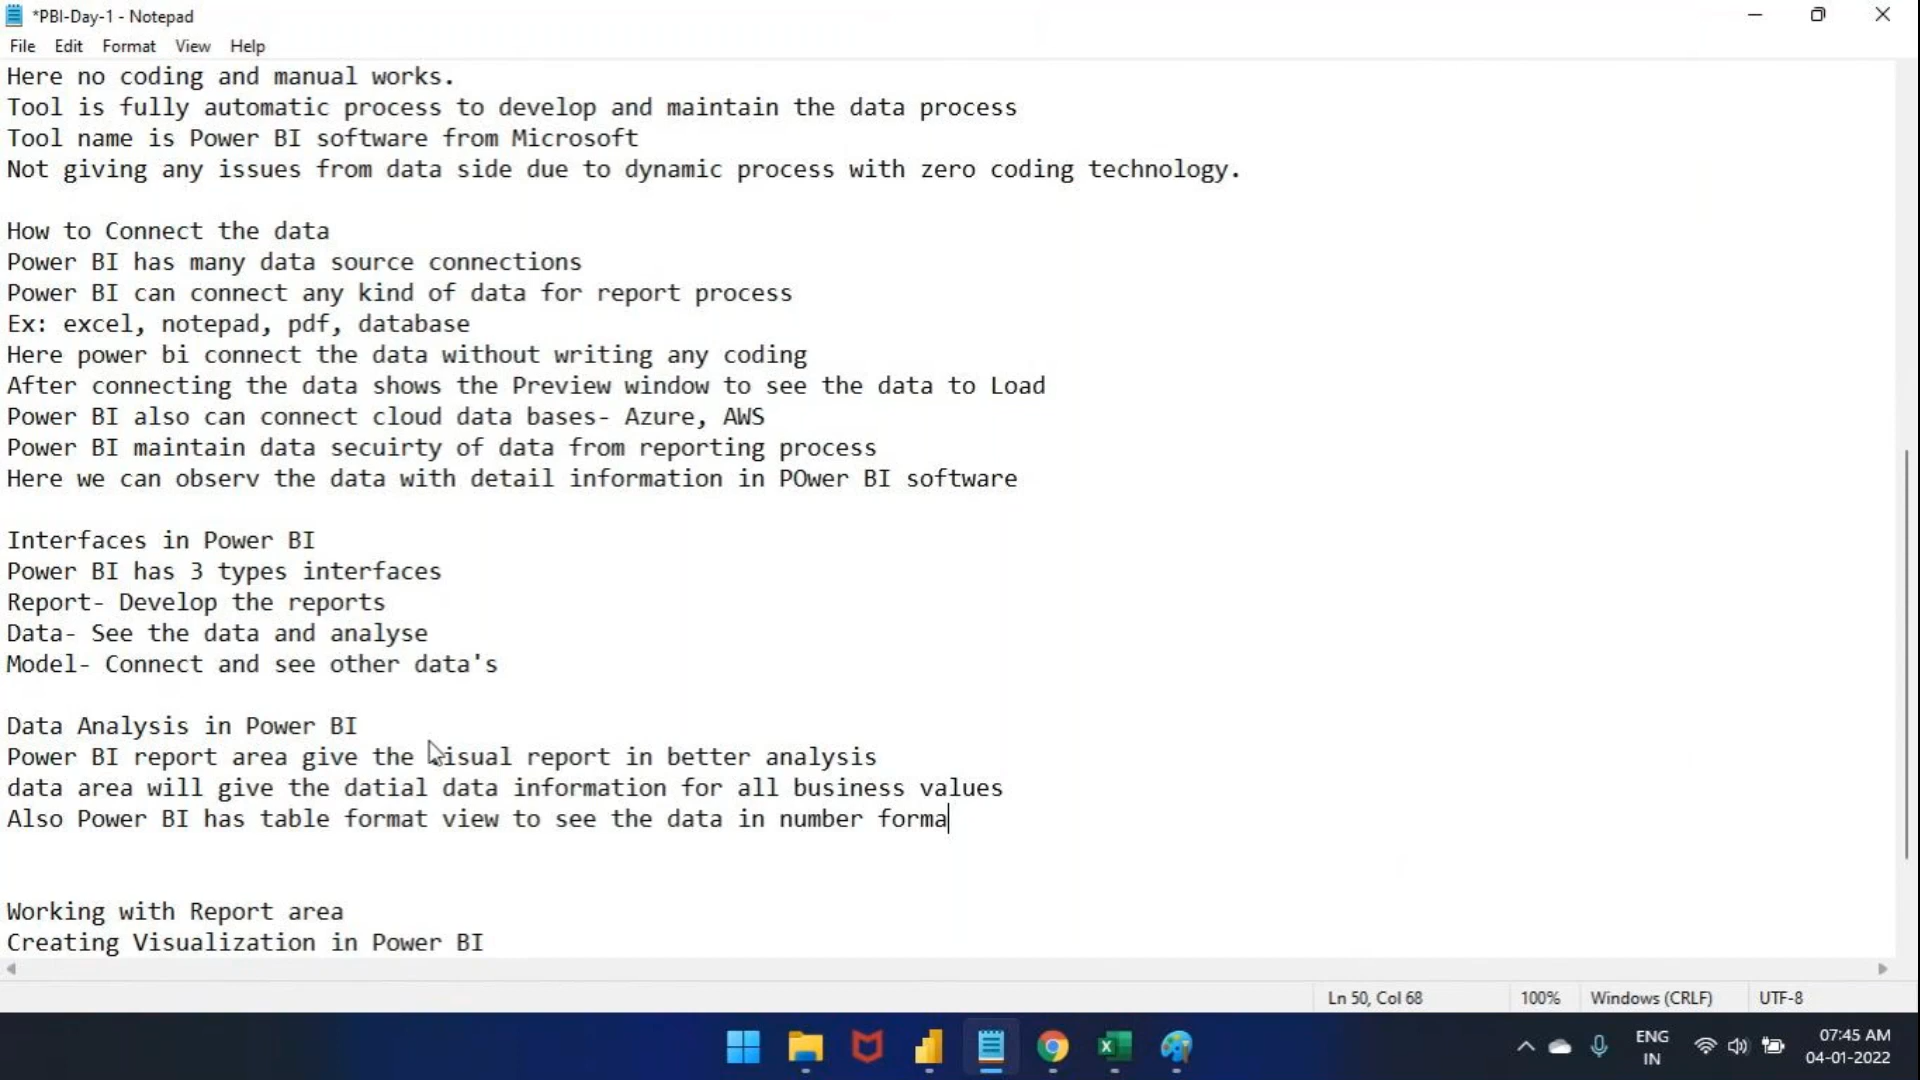 *PBI-Day-1 - Notepad
File Edit Format View Help
Here no coding and manual works.
Tool is fully automatic process to develop and maintain the data process
Tool name is Power BI software from Microsoft
Not giving any issues from data side due to dynamic process with zero coding technology.
How to Connect the data
Power BI has many data source connections
Power BI can connect any kind of data for report process
Ex: excel, notepad, pdf, database
Here power bi connect the data without writing any coding
After connecting the data shows the Preview window to see the data to Load
Power BI also can connect cloud data bases- Azure, AWS
Power BI maintain data secuirty of data from reporting process
Here we can observ the data with detail information in POwer BI software
Interfaces in Power BI
Power BI has 3 types interfaces
Report- Develop the reports
Data- See the data and analyse
Model- Connect and see other data's
Data Analysis in Power BI
Power BI report area give the visual report in better analysis
data area will give the datial data information for all business values
Also Power BI has table format view to see the data in number forma
Working with Report area
Creating Visualization in Power BI
Ln 50, Col 68 100% Windows (CRLF) UTF-8
ENG 07:45 AM
IN 04-01-2022